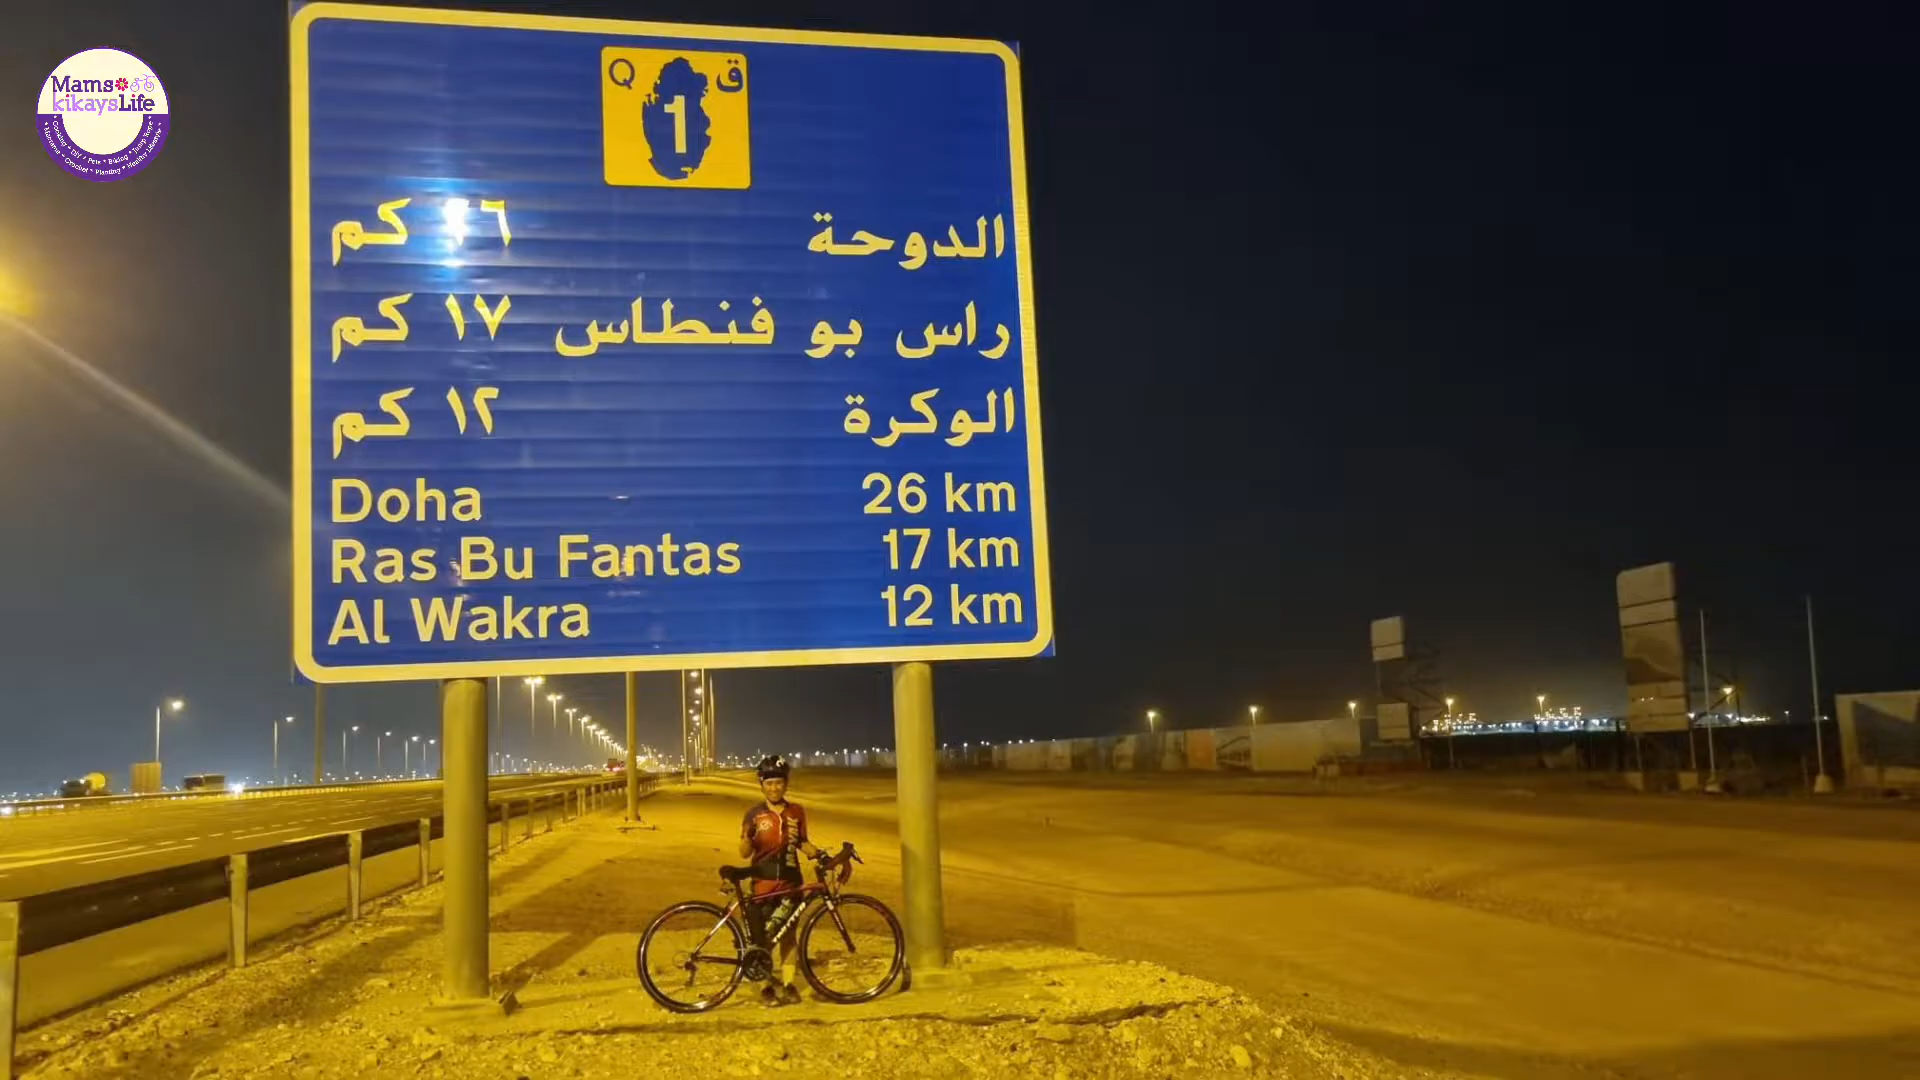 Mams
kikaysLife
Q 1 ق
الدوحة ٢٦ كم
راس بو فنطاس ١٧ كم
الوكرة ١٢ كم
Doha 26 km
Ras Bu Fantas 17 km
Al Wakra 12 km